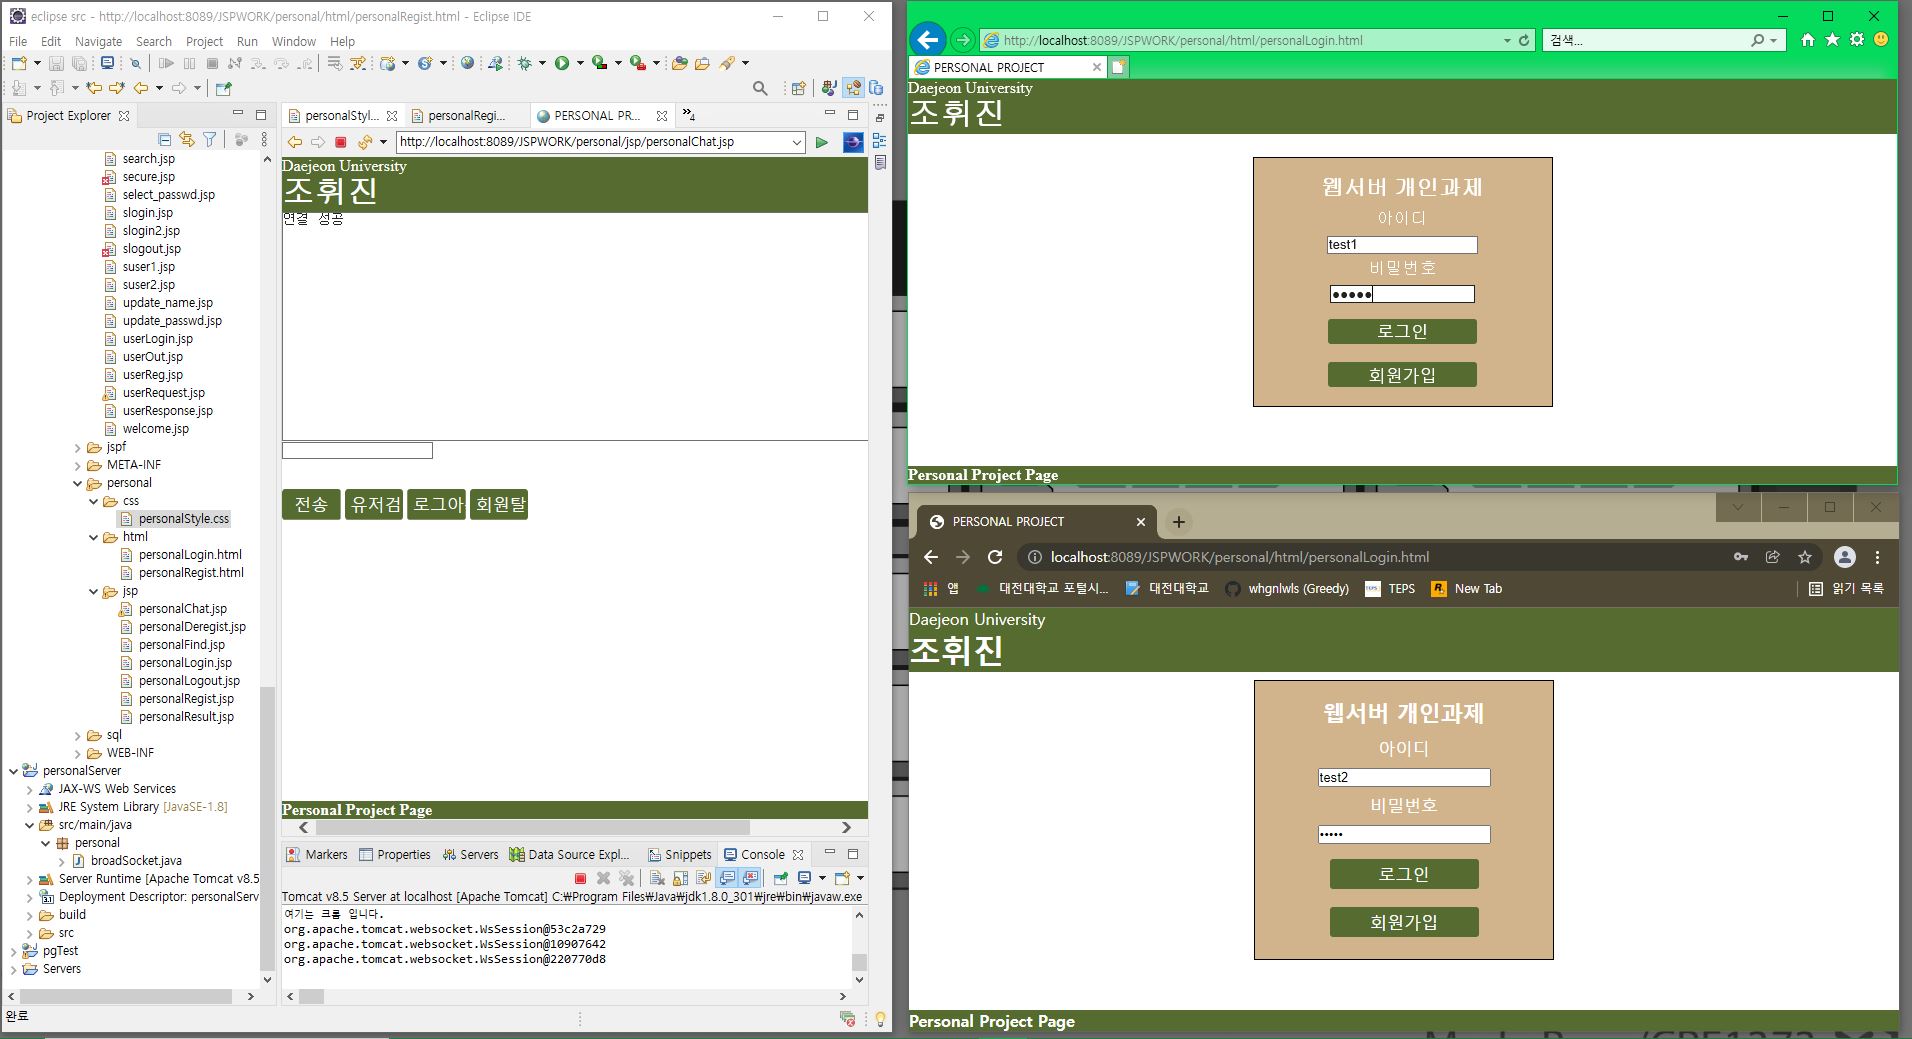 eclipse src - http://localhost:8089/JSPWORK/personal/html/personalRegist.html - Eclipse IDE
File Edit Navigate Search Project Run Window Help
Project Explorer
search.jsp
secure.jsp
select_passwd.jsp
slogin.jsp
slogin2.jsp
slogout.jsp
suser1.jsp
suser2.jsp
update_name.jsp
update_passwd.jsp
userLogin.jsp
userOut.jsp
userReg.jsp
userRequest.jsp
userResponse.jsp
welcome.jsp
jspf
META-INF
personal
css
personalStyle.css
html
personalLogin.html
personalRegist.html
jsp
personalChat.jsp
personalDeregist.jsp
personalFind.jsp
personalLogin.jsp
personalLogout.jsp
personalRegist.jsp
personalResult.jsp
sql
WEB-INF
personalServer
JAX-WS Web Services
JRE System Library [JavaSE-1.8]
src/main/java
personal
broadSocket.java
Server Runtime [Apache Tomcat v8.5
Deployment Descriptor: personalServ
build
src
pgTest
Servers
완료
personalStyl... personalRegi... PERSONAL PR... 4
http://localhost:8089/JSPWORK/personal/jsp/personalChat.jsp
Daejeon University
조휘진
연결 성공
전송 유저검 로그아 회원탈
Personal Project Page
Markers Properties Servers Data Source Expl... Snippets Console
Tomcat v8.5 Server at localhost [Apache Tomcat] C:₩Program Files₩Java₩jdk1.8.0_301₩jre₩bin₩javaw.exe
여기는 크롬 입니다.
org.apache.tomcat.websocket.WsSession@53c2a729
org.apache.tomcat.websocket.WsSession@10907642
org.apache.tomcat.websocket.WsSession@220770d8
http://localhost:8089/JSPWORK/personal/html/personalLogin.html 검색...
PERSONAL PROJECT
Daejeon University
조휘진
웹서버 개인과제
아이디
test1
비밀번호
로그인
회원가입
Personal Project Page
PERSONAL PROJECT
localhost:8089/JSPWORK/personal/html/personalLogin.html
앱 대전대학교 포털시... 대전대학교 whgnlwls (Greedy) TEPS New Tab 읽기 목록
Daejeon University
조휘진
웹서버 개인과제
아이디
test2
비밀번호
로그인
회원가입
Personal Project Page